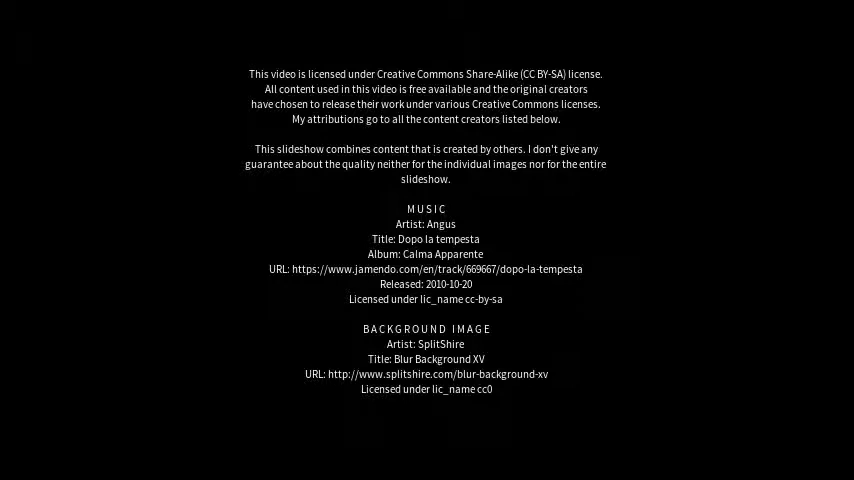 This video is licensed under Creative Commons Share-Alike (CC BY-SA) license.
All content used in this video is free available and the original creators
have chosen to release their work under various Creative Commons licenses.
My attributions go to all the content creators listed below.
This slideshow combines content that is created by others. I don't give any
guarantee about the quality neither for the individual images nor for the entire
slideshow.
MUSIC
Artist: Angus
Title: Dopo la tempesta
Album: Calma Apparente
URL: https://www.jamendo.com/en/track/669667/dopo-la-tempesta
Released: 2010-10-20
Licensed under lic_name cc-by-sa
BACKGROUND IMAGE
Artist: SplitShire
Title: Blur Background XV
URL: http://www.splitshire.com/blur-background-xv
Licensed under lic_name cc0